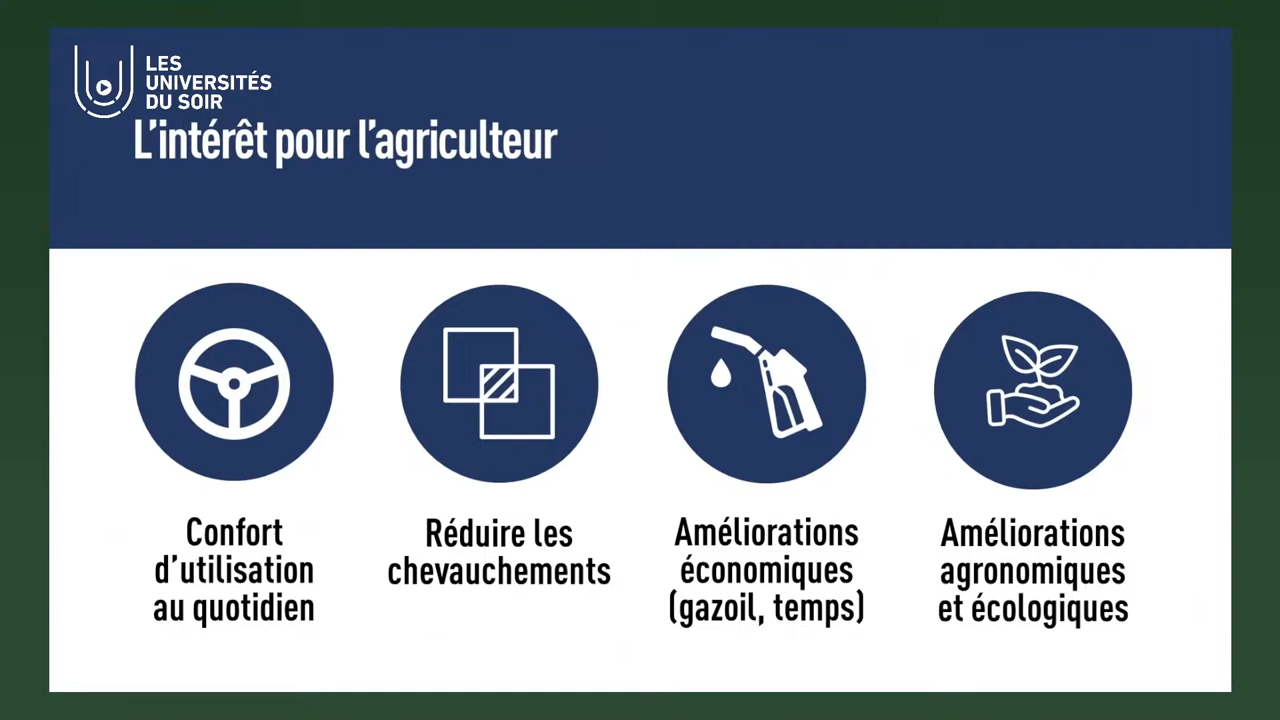 LES
UNIVERSITÉS
DU SOIR
L'intérêt pour l'agriculteur
Confort
d'utilisation
au quotidien
Réduire les
chevauchements
Améliorations
économiques
(gazoil, temps)
Améliorations
agronomiques
et écologiques